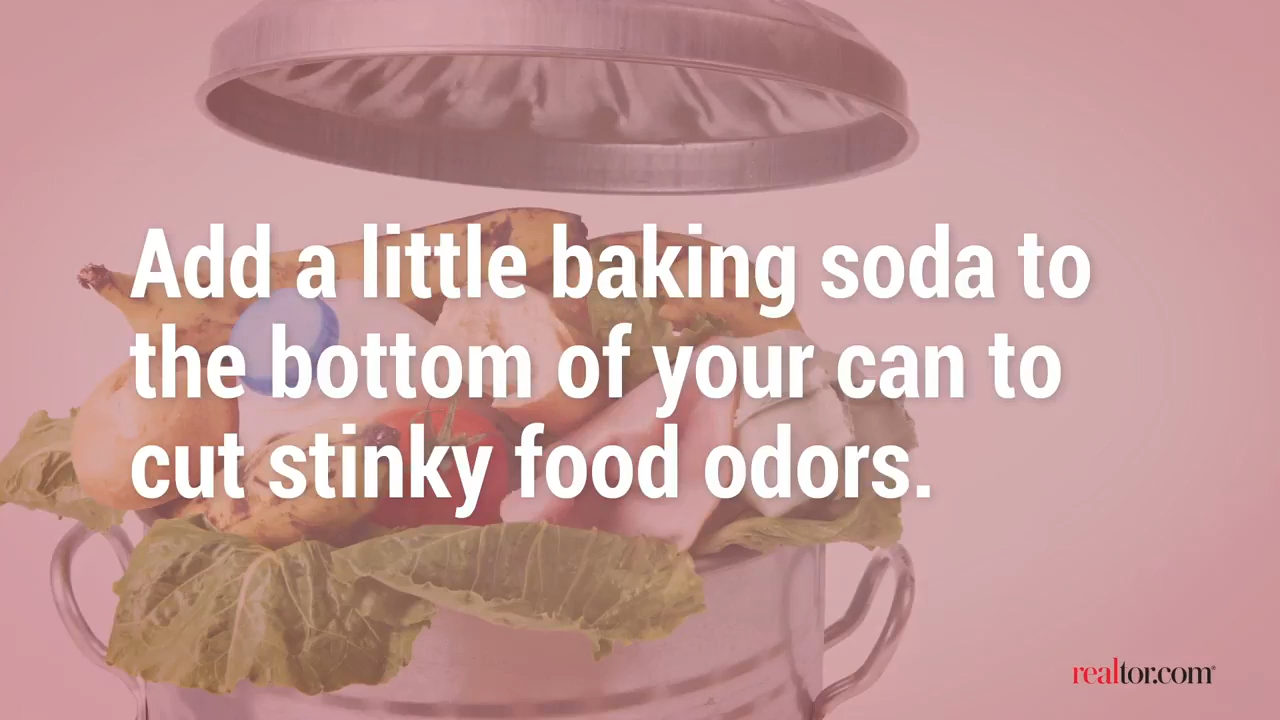 Add a little baking soda to
the bottom of your can to
cut stinky food odors.
realtor.com®